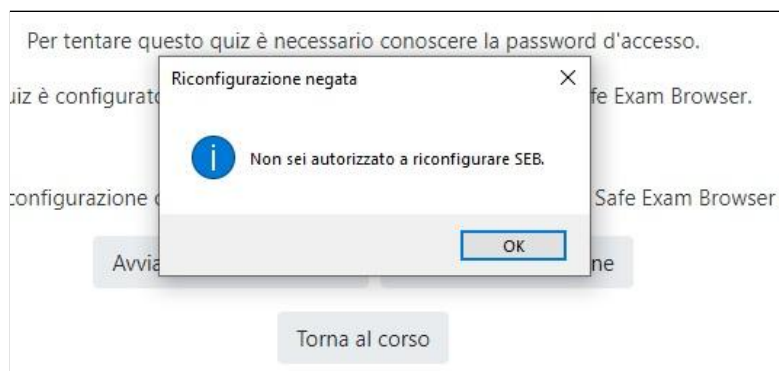 Per tentare questo quiz è necessario conoscere la password d'accesso.
Riconfigurazione negata
è configurato
Exam Browser.
Non sei autorizzato a riconfigurare SEB.
Safe Exam Browser
OK
Torna al corso